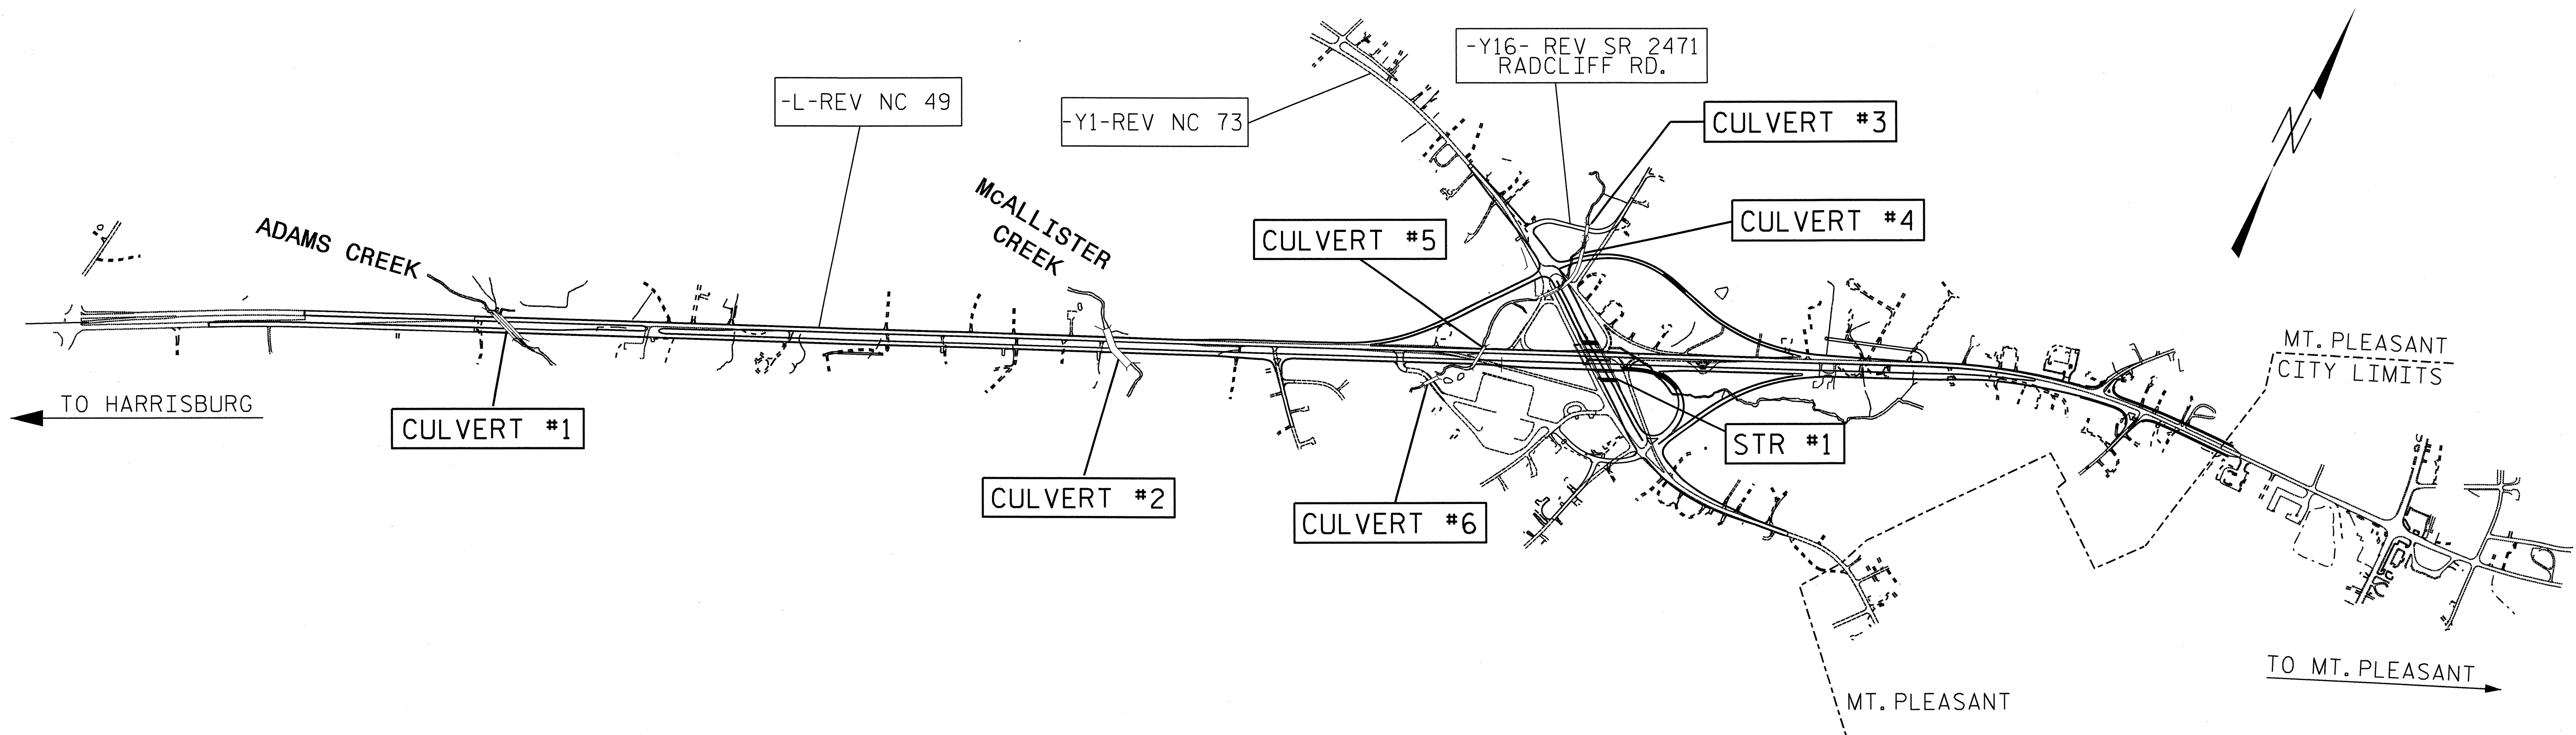 -Y16- REV SR 2471
RADCLIFF RD.
-L-REV NC 49
-Y1-REV NC 73
CULVERT #3
N
McALLISTER
CREEK
ADAMS CREEK
CULVERT #5
CULVERT #4
MT. PLEASANT
CITY LIMITS
TO HARRISBURG
CULVERT #1
STR #1
CULVERT #2
CULVERT #6
TO MT. PLEASANT
MT. PLEASANT